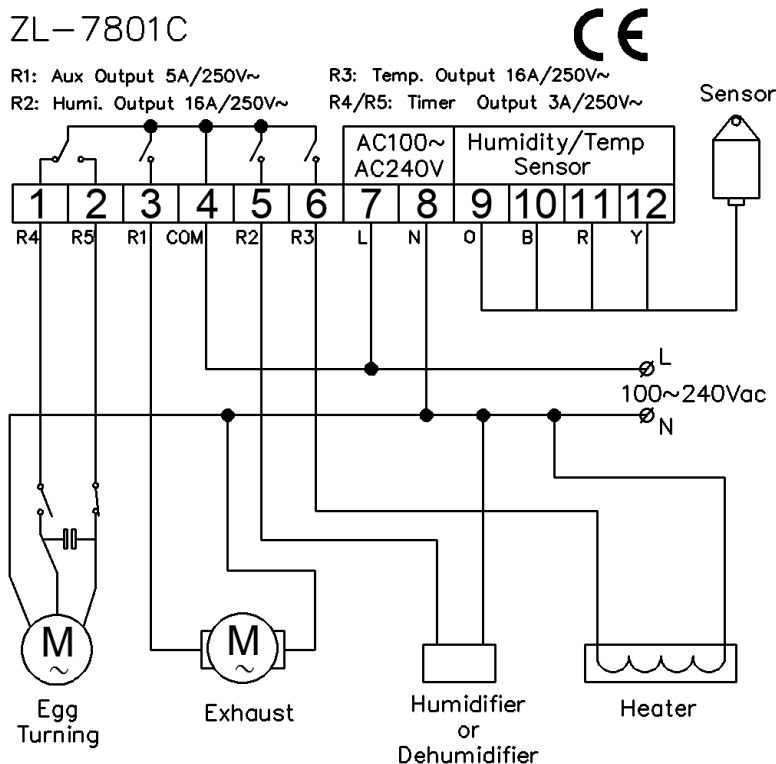 ZL-7801C
CE
R1: Aux Output 5A/250V~
R3: Temp. Output 16A/250V~
R2: Humi. Output 16A/250V~
R4/R5: Timer Output 3A/250V~
Sensor
AC100~
AC240V
Humidity/Temp
Sensor
1 2 3 4 5 6 7 8 9 10 11 12
R4 R5 R1 COM R2 R3 L N O B R Y
L
100~240Vac
N
M
~
M
~
Egg
Turning
Exhaust
Humidifier
or
Dehumidifier
Heater